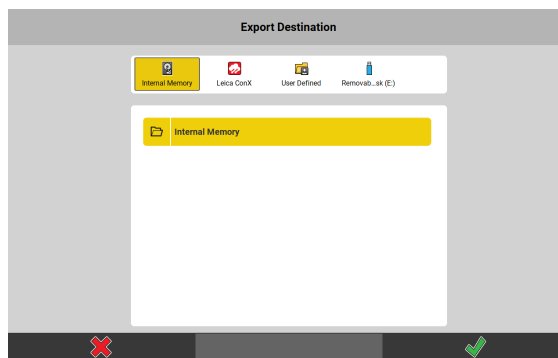 Export Destination
Internal Memory
Leica ConX
User Defined
Removab...sk (E:)
Internal Memory